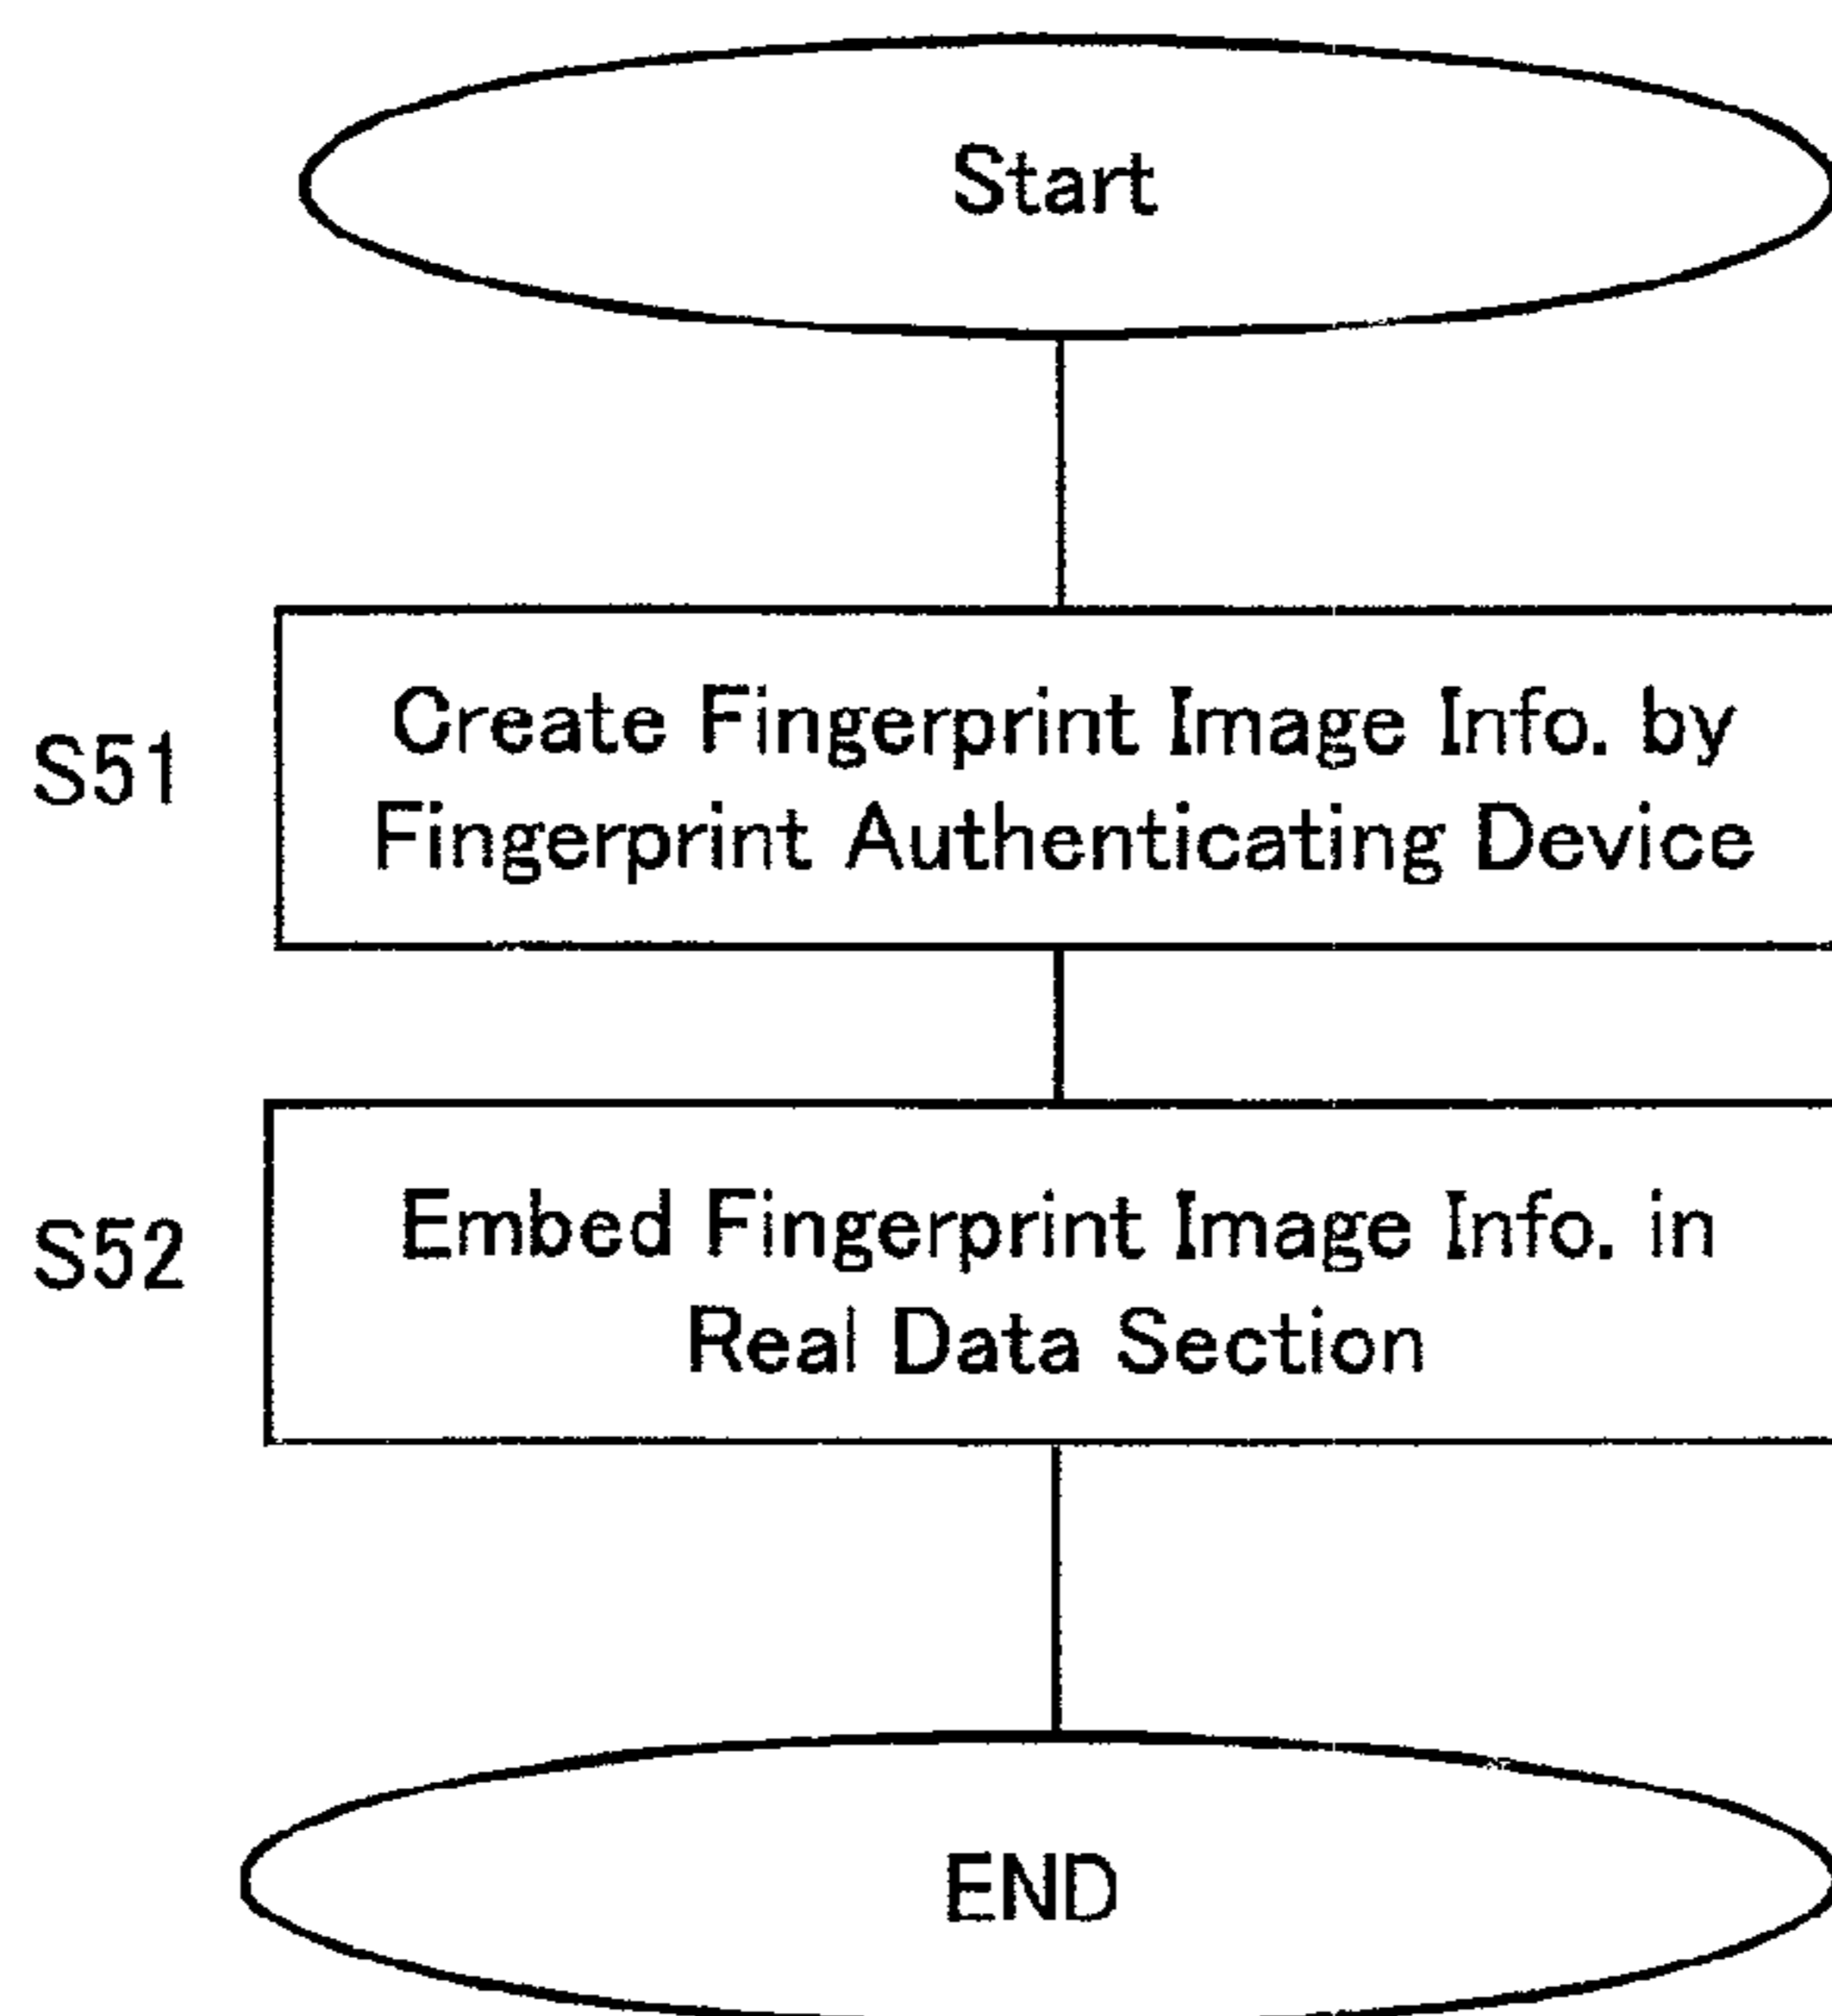 Start
S51
Create Fingerprint Image Info. by
Fingerprint Authenticating Device
S52
Embed Fingerprint Image Info. in
Real Data Section
END